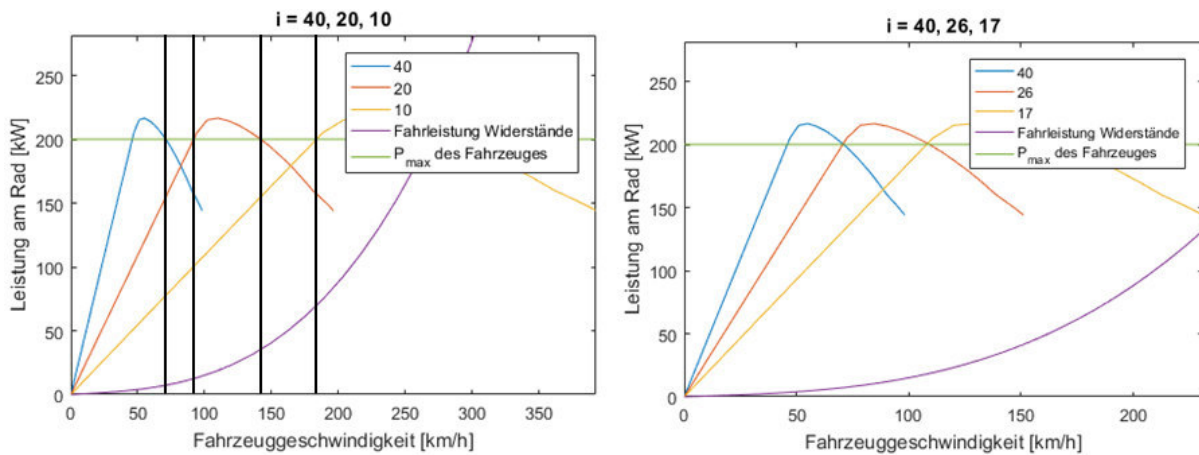 i = 40, 20, 10
Leistung am Rad [kW]
250
200
150
100
50
0
40
20
10
Fahrleistung Widerstände
P_max des Fahrzeuges
0 50 100 150 200 250 300 350
Fahrzeuggeschwindigkeit [km/h]
i = 40, 26, 17
Leistung am Rad [kW]
250
200
150
100
50
0
40
26
17
Fahrleistung Widerstände
P_max des Fahrzeuges
0 50 100 150 200
Fahrzeuggeschwindigkeit [km/h]